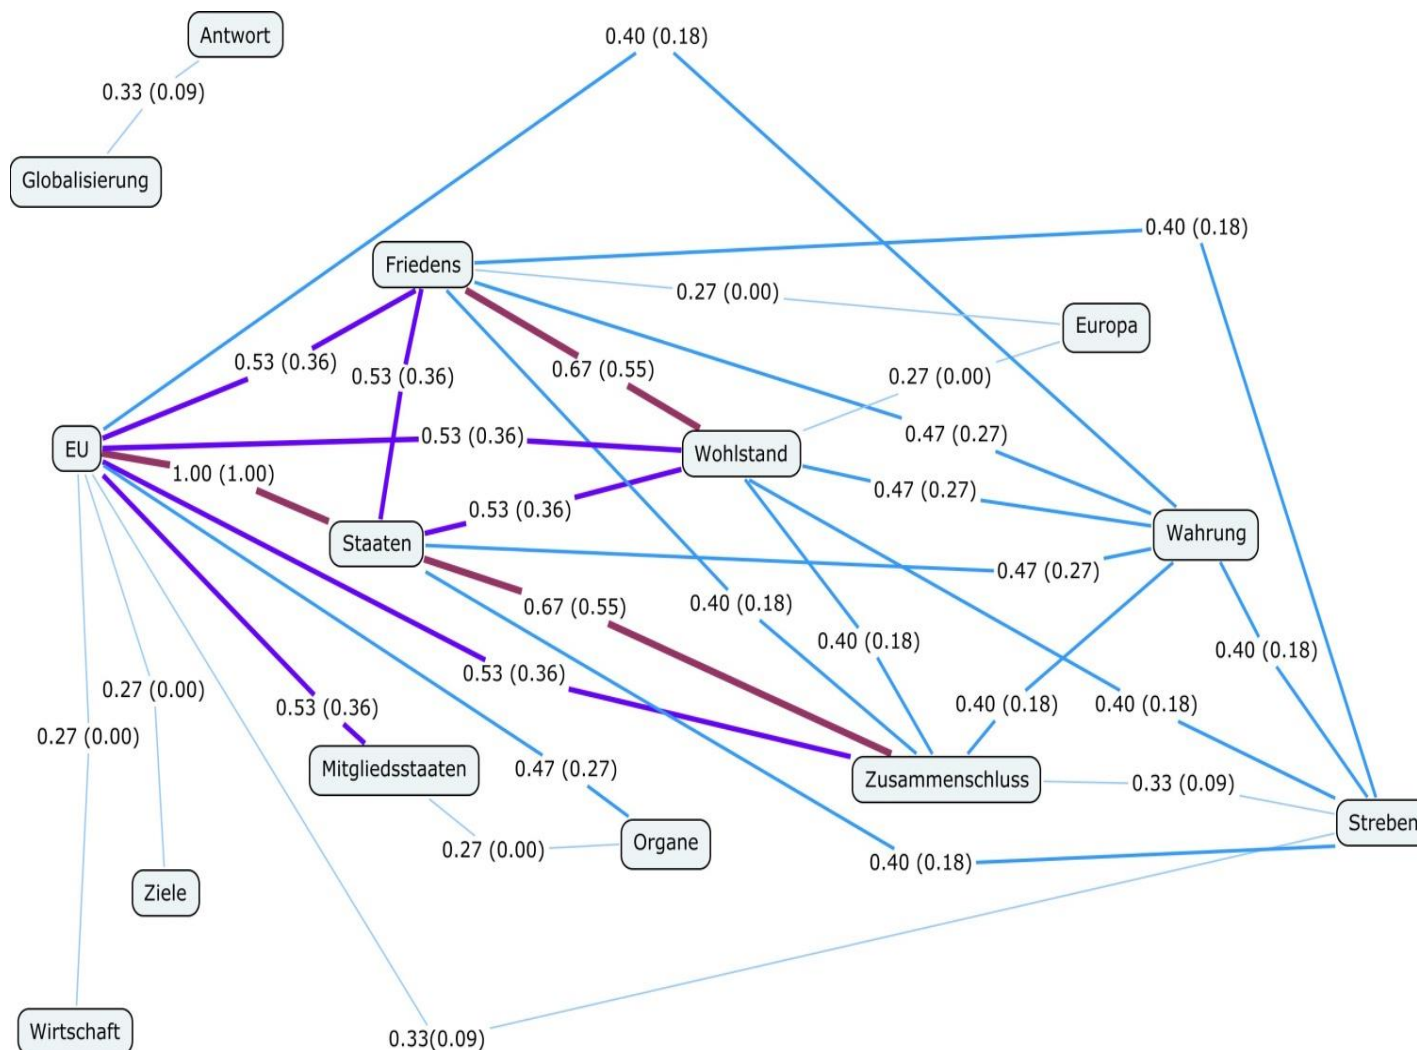 Antwort
0.40 (0.18)
0.33 (0.09)
Globalisierung
0.40 (0.18)
Friedens
0.27 (0.00)
Europa
0.53 (0.36)
0.53 (0.36)
0.67 (0.55)
0.27 (0.00)
EU
0.53 (0.36)
0.47 (0.27)
Wohlstand
1.00 (1.00)
0.47 (0.27)
0.53 (0.36)
Staaten
Wahrung
0.47 (0.27)
0.67 (0.55)
0.40 (0.18)
0.40 (0.18)
0.40 (0.18)
0.53 (0.36)
0.27 (0.00)
0.53 (0.36)
0.40 (0.18)
0.40 (0.18)
0.27 (0.00)
Mitgliedsstaaten
0.47 (0.27)
Zusammenschluss
0.33 (0.09)
Streben
Organe
0.27 (0.00)
0.40 (0.18)
Ziele
Wirtschaft
0.33(0.09)